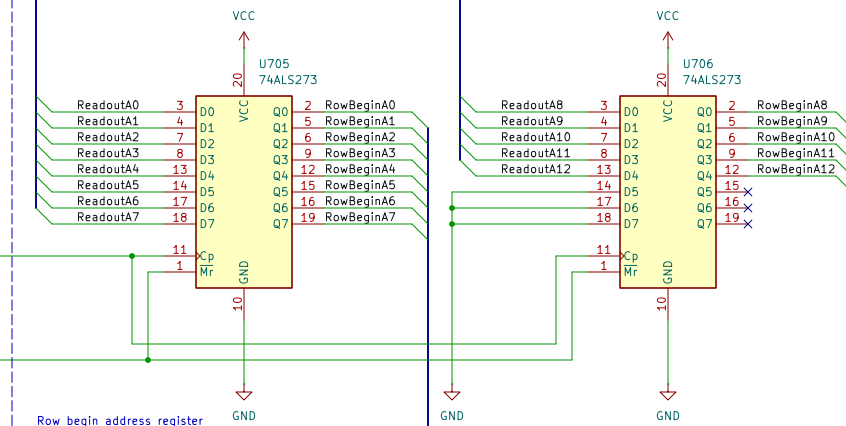 VCC
VCC
U705
74ALS273
U706
74ALS273
20
20
ReadoutA0 3 D0 VCC Q0 2 RowBeginA0
ReadoutA1 4 D1 Q1 5 RowBeginA1
ReadoutA2 7 D2 Q2 6 RowBeginA2
ReadoutA3 8 D3 Q3 9 RowBeginA3
ReadoutA4 13 D4 Q4 12 RowBeginA4
ReadoutA5 14 D5 Q5 15 RowBeginA5
ReadoutA6 17 D6 Q6 16 RowBeginA6
ReadoutA7 18 D7 Q7 19 RowBeginA7
11 Cp
1 Mr GND
10
GND
ReadoutA8 3 D0 VCC Q0 2 RowBeginA8
ReadoutA9 4 D1 Q1 5 RowBeginA9
ReadoutA10 7 D2 Q2 6 RowBeginA10
ReadoutA11 8 D3 Q3 9 RowBeginA11
ReadoutA12 13 D4 Q4 12 RowBeginA12
14 D5 Q5 15
17 D6 Q6 16
18 D7 Q7 19
11 Cp
1 Mr GND
10
GND
GND
Row begin address register